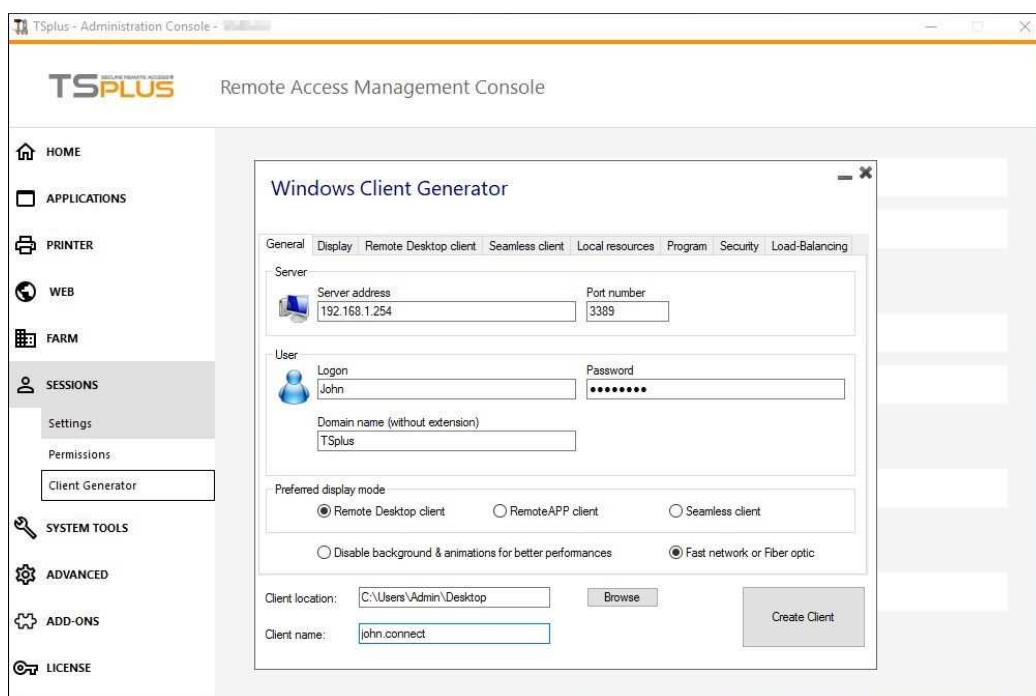 TSplus - Administration Console -
TSPLUS
SECURE REMOTE ACCESS
Remote Access Management Console
HOME
APPLICATIONS
PRINTER
WEB
FARM
SESSIONS
Settings
Permissions
Client Generator
SYSTEM TOOLS
ADVANCED
ADD-ONS
LICENSE
Windows Client Generator
General Display Remote Desktop client Seamless client Local resources Program Security Load-Balancing
Server
Server address Port number
192.168.1.254 3389
User
Logon Password
John ●●●●●●●●
Domain name (without extension)
TSplus
Preferred display mode
Remote Desktop client RemoteAPP client Seamless client
Disable background & animations for better performances Fast network or Fiber optic
Client location: C:\Users\Admin\Desktop Browse
Client name: john.connect
Create Client